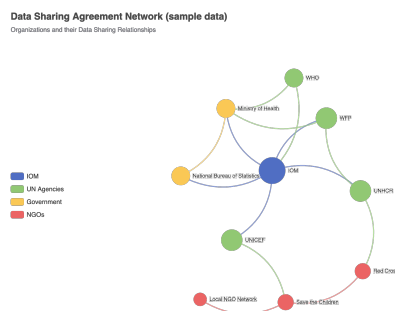 Data Sharing Agreement Network (sample data)
Organizations and their Data Sharing Relationships
WHO
Ministry of Health
WFP
National Bureau of Statistics
IOM
IOM
UN Agencies
Government
NGOs
UNHCR
UNICEF
Red Cros
Local NGO Network
Save the Children